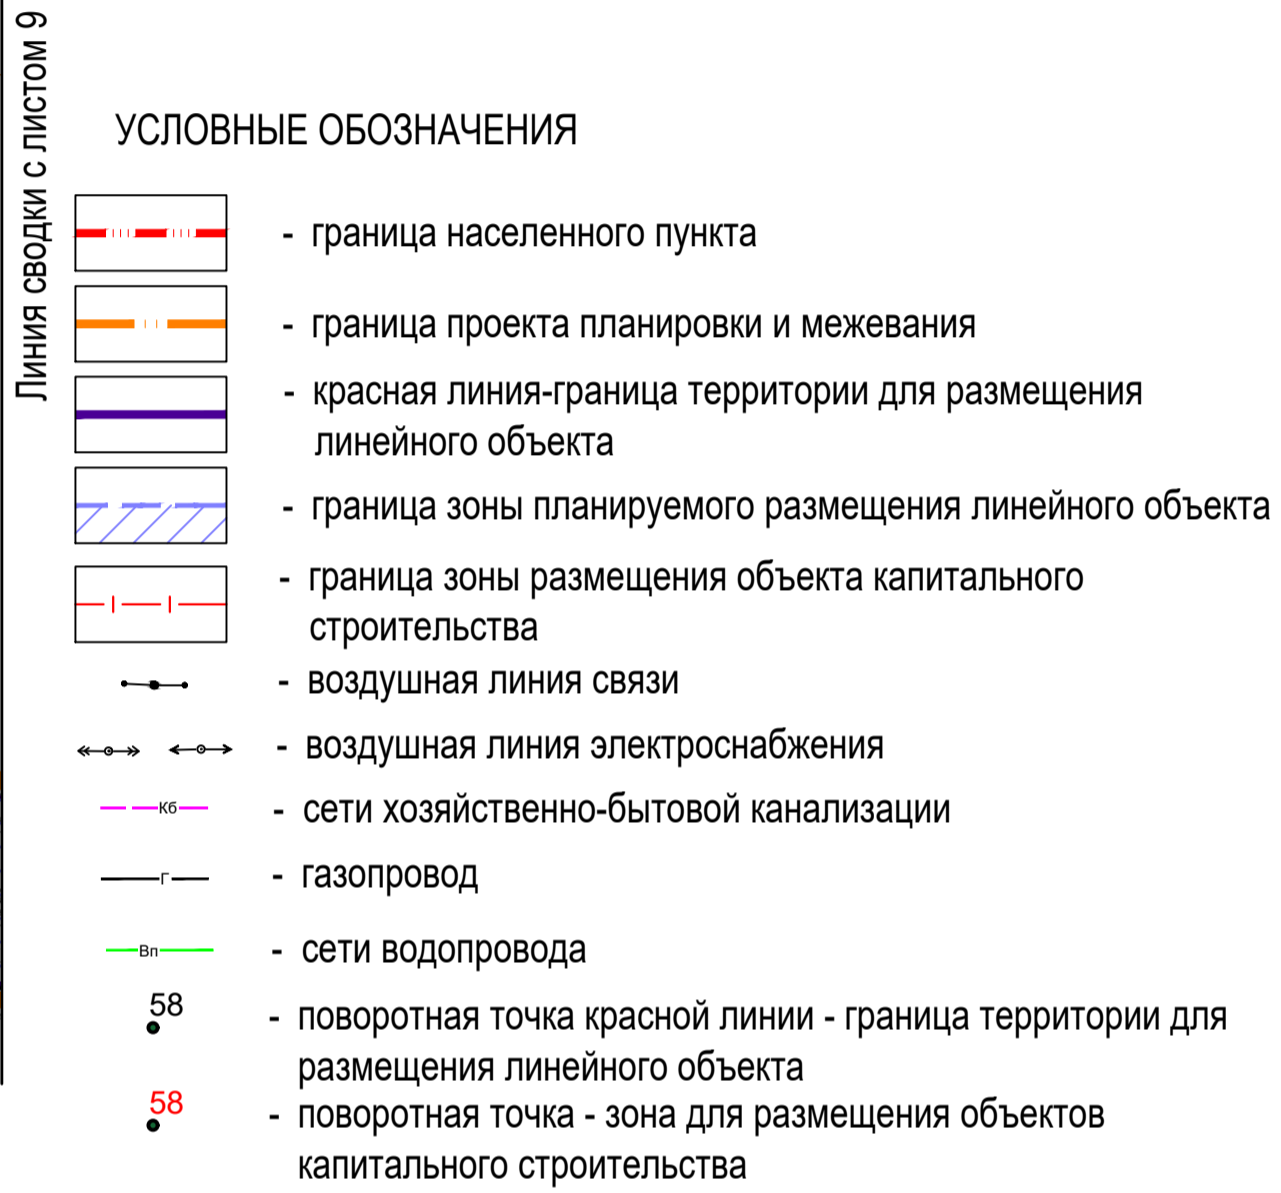 Линия сводки с листом 9
УСЛОВНЫЕ ОБОЗНАЧЕНИЯ
- граница населенного пункта
- граница проекта планировки и межевания
- красная линия-граница территории для размещения
линейного объекта
- граница зоны планируемого размещения линейного объекта
- граница зоны размещения объекта капитального
строительства
- воздушная линия связи
- воздушная линия электроснабжения
Кб - сети хозяйственно-бытовой канализации
Г - газопровод
Вп - сети водопровода
58 - поворотная точка красной линии - граница территории для
размещения линейного объекта
58 - поворотная точка - зона для размещения объектов
капитального строительства